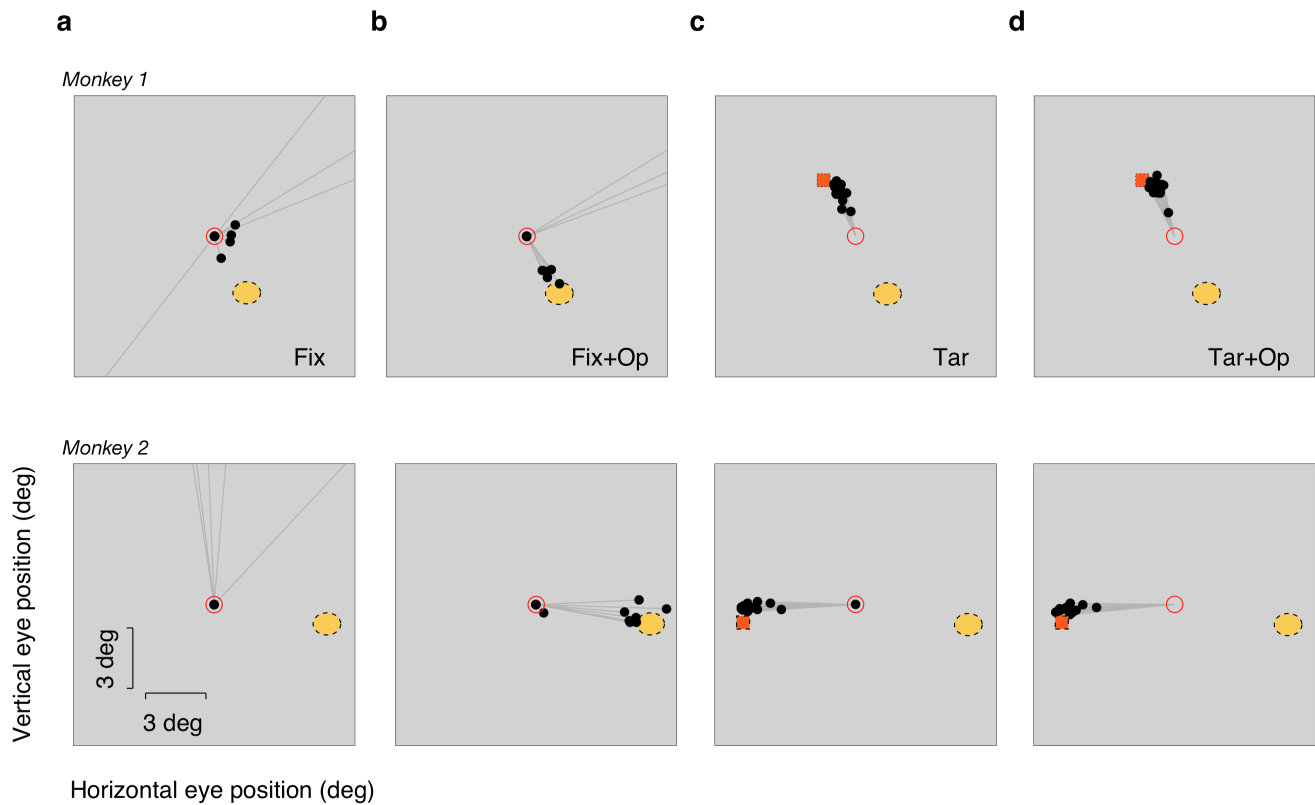 a
b
c
d
Monkey 1
Fix
Fix+Op
Tar
Tar+Op
Monkey 2
Vertical eye position (deg)
3 deg
3 deg
Horizontal eye position (deg)